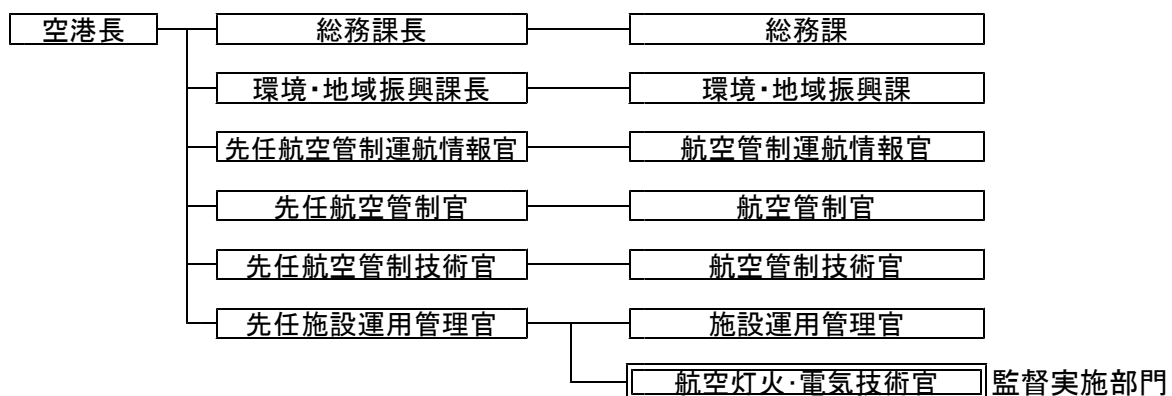 空港長 総務課長 総務課
環境・地域振興課長 環境・地域振興課
先任航空管制運航情報官 航空管制運航情報官
先任航空管制官 航空管制官
先任航空管制技術官 航空管制技術官
先任施設運用管理官 施設運用管理官
航空灯火・電気技術官 監督実施部門